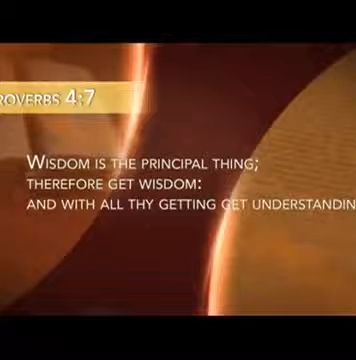 ROVERBS 4:7
WISDOM IS THE PRINCIPAL THING;
THEREFORE GET WISDOM:
AND WITH ALL THY GETTING GET UNDERSTANDIN